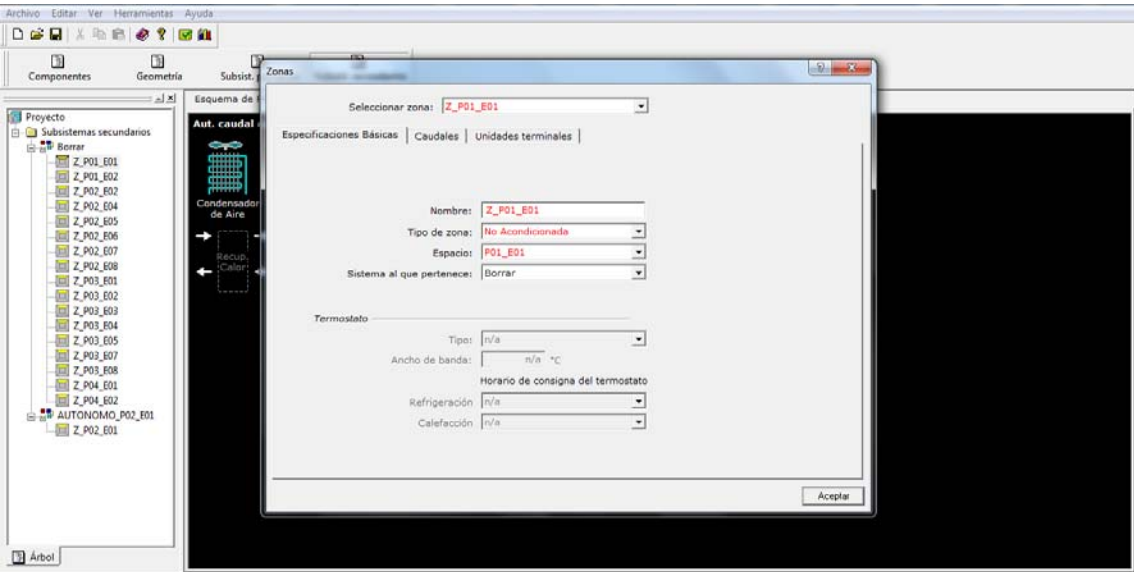 Archivo Editar Ver Herramientas Ayuda
Componentes Geometría Subsist.
Proyecto
Subsistemas secundarios
Borrar
Z_P01_E01
Z_P01_E02
Z_P02_E02
Z_P02_E04
Z_P02_E05
Z_P02_E06
Z_P02_E07
Z_P02_E08
Z_P03_E01
Z_P03_E02
Z_P03_E03
Z_P03_E04
Z_P03_E05
Z_P03_E07
Z_P03_E08
Z_P04_E01
Z_P04_E02
AUTONOMO_P02_E01
Z_P02_E01
Árbol
Esquema de
Aut. caudal
Condensador
de Aire
Recup.
Calor
Zonas
Seleccionar zona: Z_P01_E01
Especificaciones Básicas Caudales Unidades terminales
Nombre: Z_P01_E01
Tipo de zona: No Acondicionada
Espacio: P01_E01
Sistema al que pertenece: Borrar
Termostato
Tipo: n/a
Ancho de banda: n/a ºC
Horario de consigna del termostato
Refrigeración n/a
Calefacción n/a
Aceptar